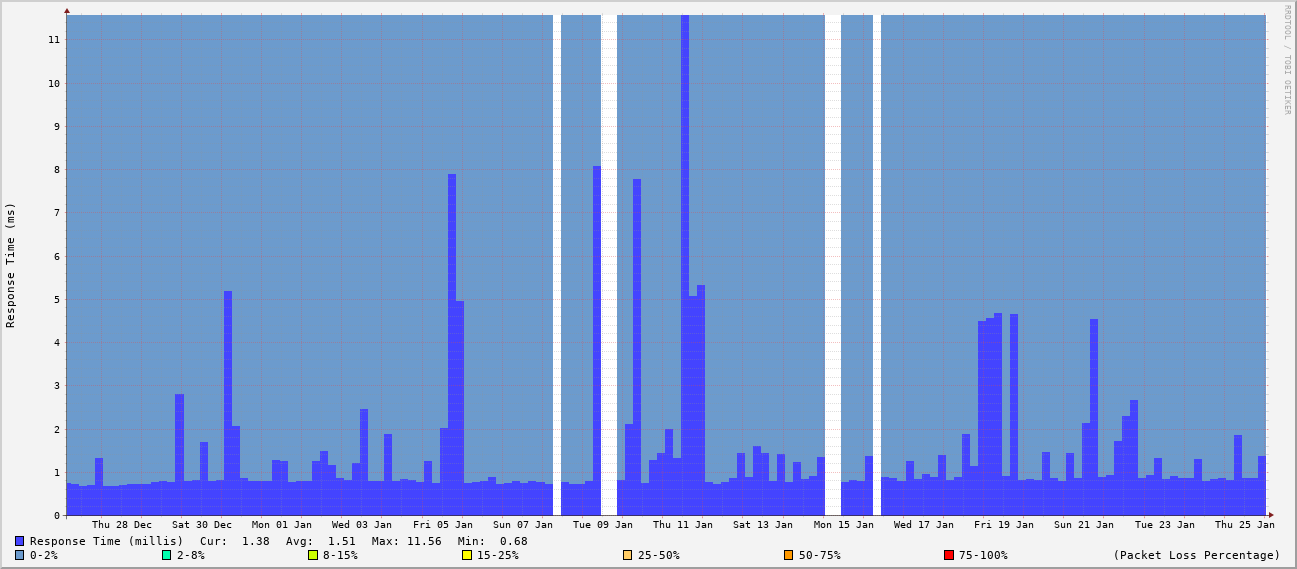 RRDTOOL / TOBI OETIKER
Response Time (ms)
11
10
9
8
7
6
5
4
3
2
1
0
Thu 28 Dec Sat 30 Dec Mon 01 Jan Wed 03 Jan Fri 05 Jan Sun 07 Jan Tue 09 Jan Thu 11 Jan Sat 13 Jan Mon 15 Jan Wed 17 Jan Fri 19 Jan Sun 21 Jan Tue 23 Jan Thu 25 Jan
Response Time (millis) Cur: 1.38 Avg: 1.51 Max: 11.56 Min: 0.68
0-2% 2-8% 8-15% 15-25% 25-50% 50-75% 75-100% (Packet Loss Percentage)